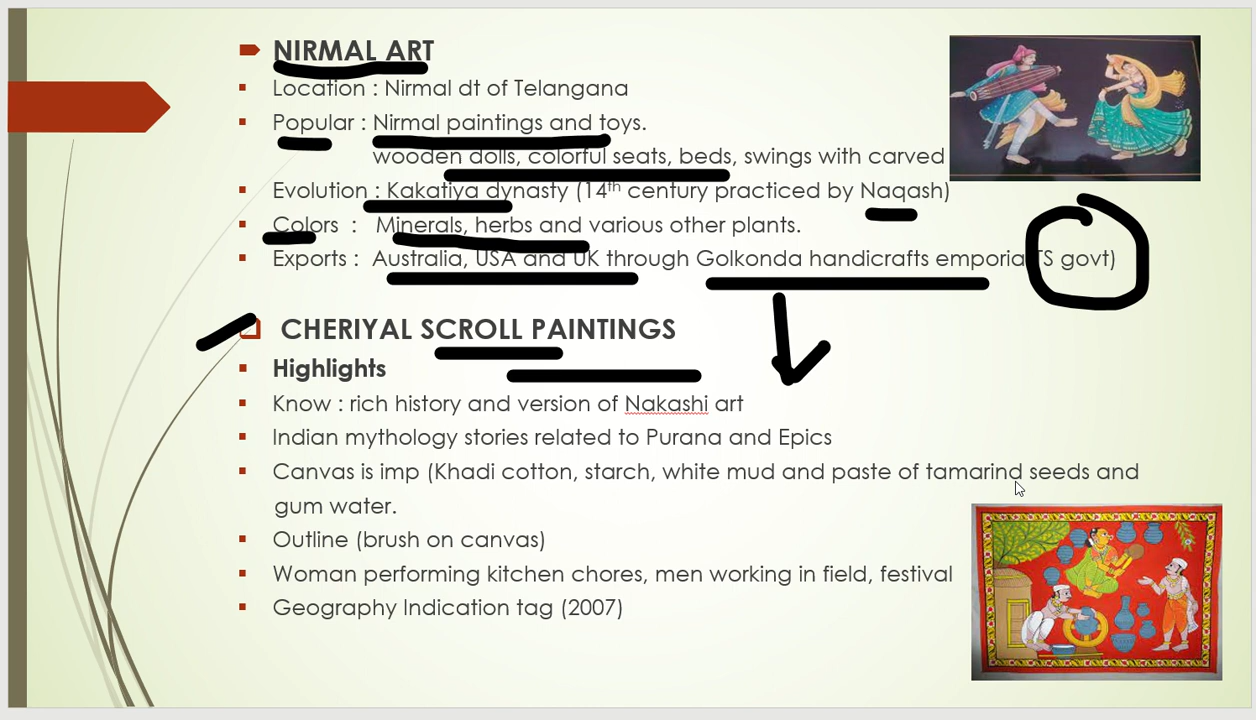 NIRMAL ART
Location : Nirmal dt of Telangana
Popular : Nirmal paintings and toys.
wooden dolls, colorful seats, beds, swings with carved
Evolution : Kakatiya dynasty (14th century practiced by Naqash)
Colors : Minerals, herbs and various other plants.
Exports : Australia, USA and UK through Golkonda handicrafts emporia TS govt)
CHERIYAL SCROLL PAINTINGS
Highlights
Know : rich history and version of Nakashi art
Indian mythology stories related to Purana and Epics
Canvas is imp (Khadi cotton, starch, white mud and paste of tamarind seeds and
gum water.
Outline (brush on canvas)
Woman performing kitchen chores, men working in field, festival
Geography Indication tag (2007)